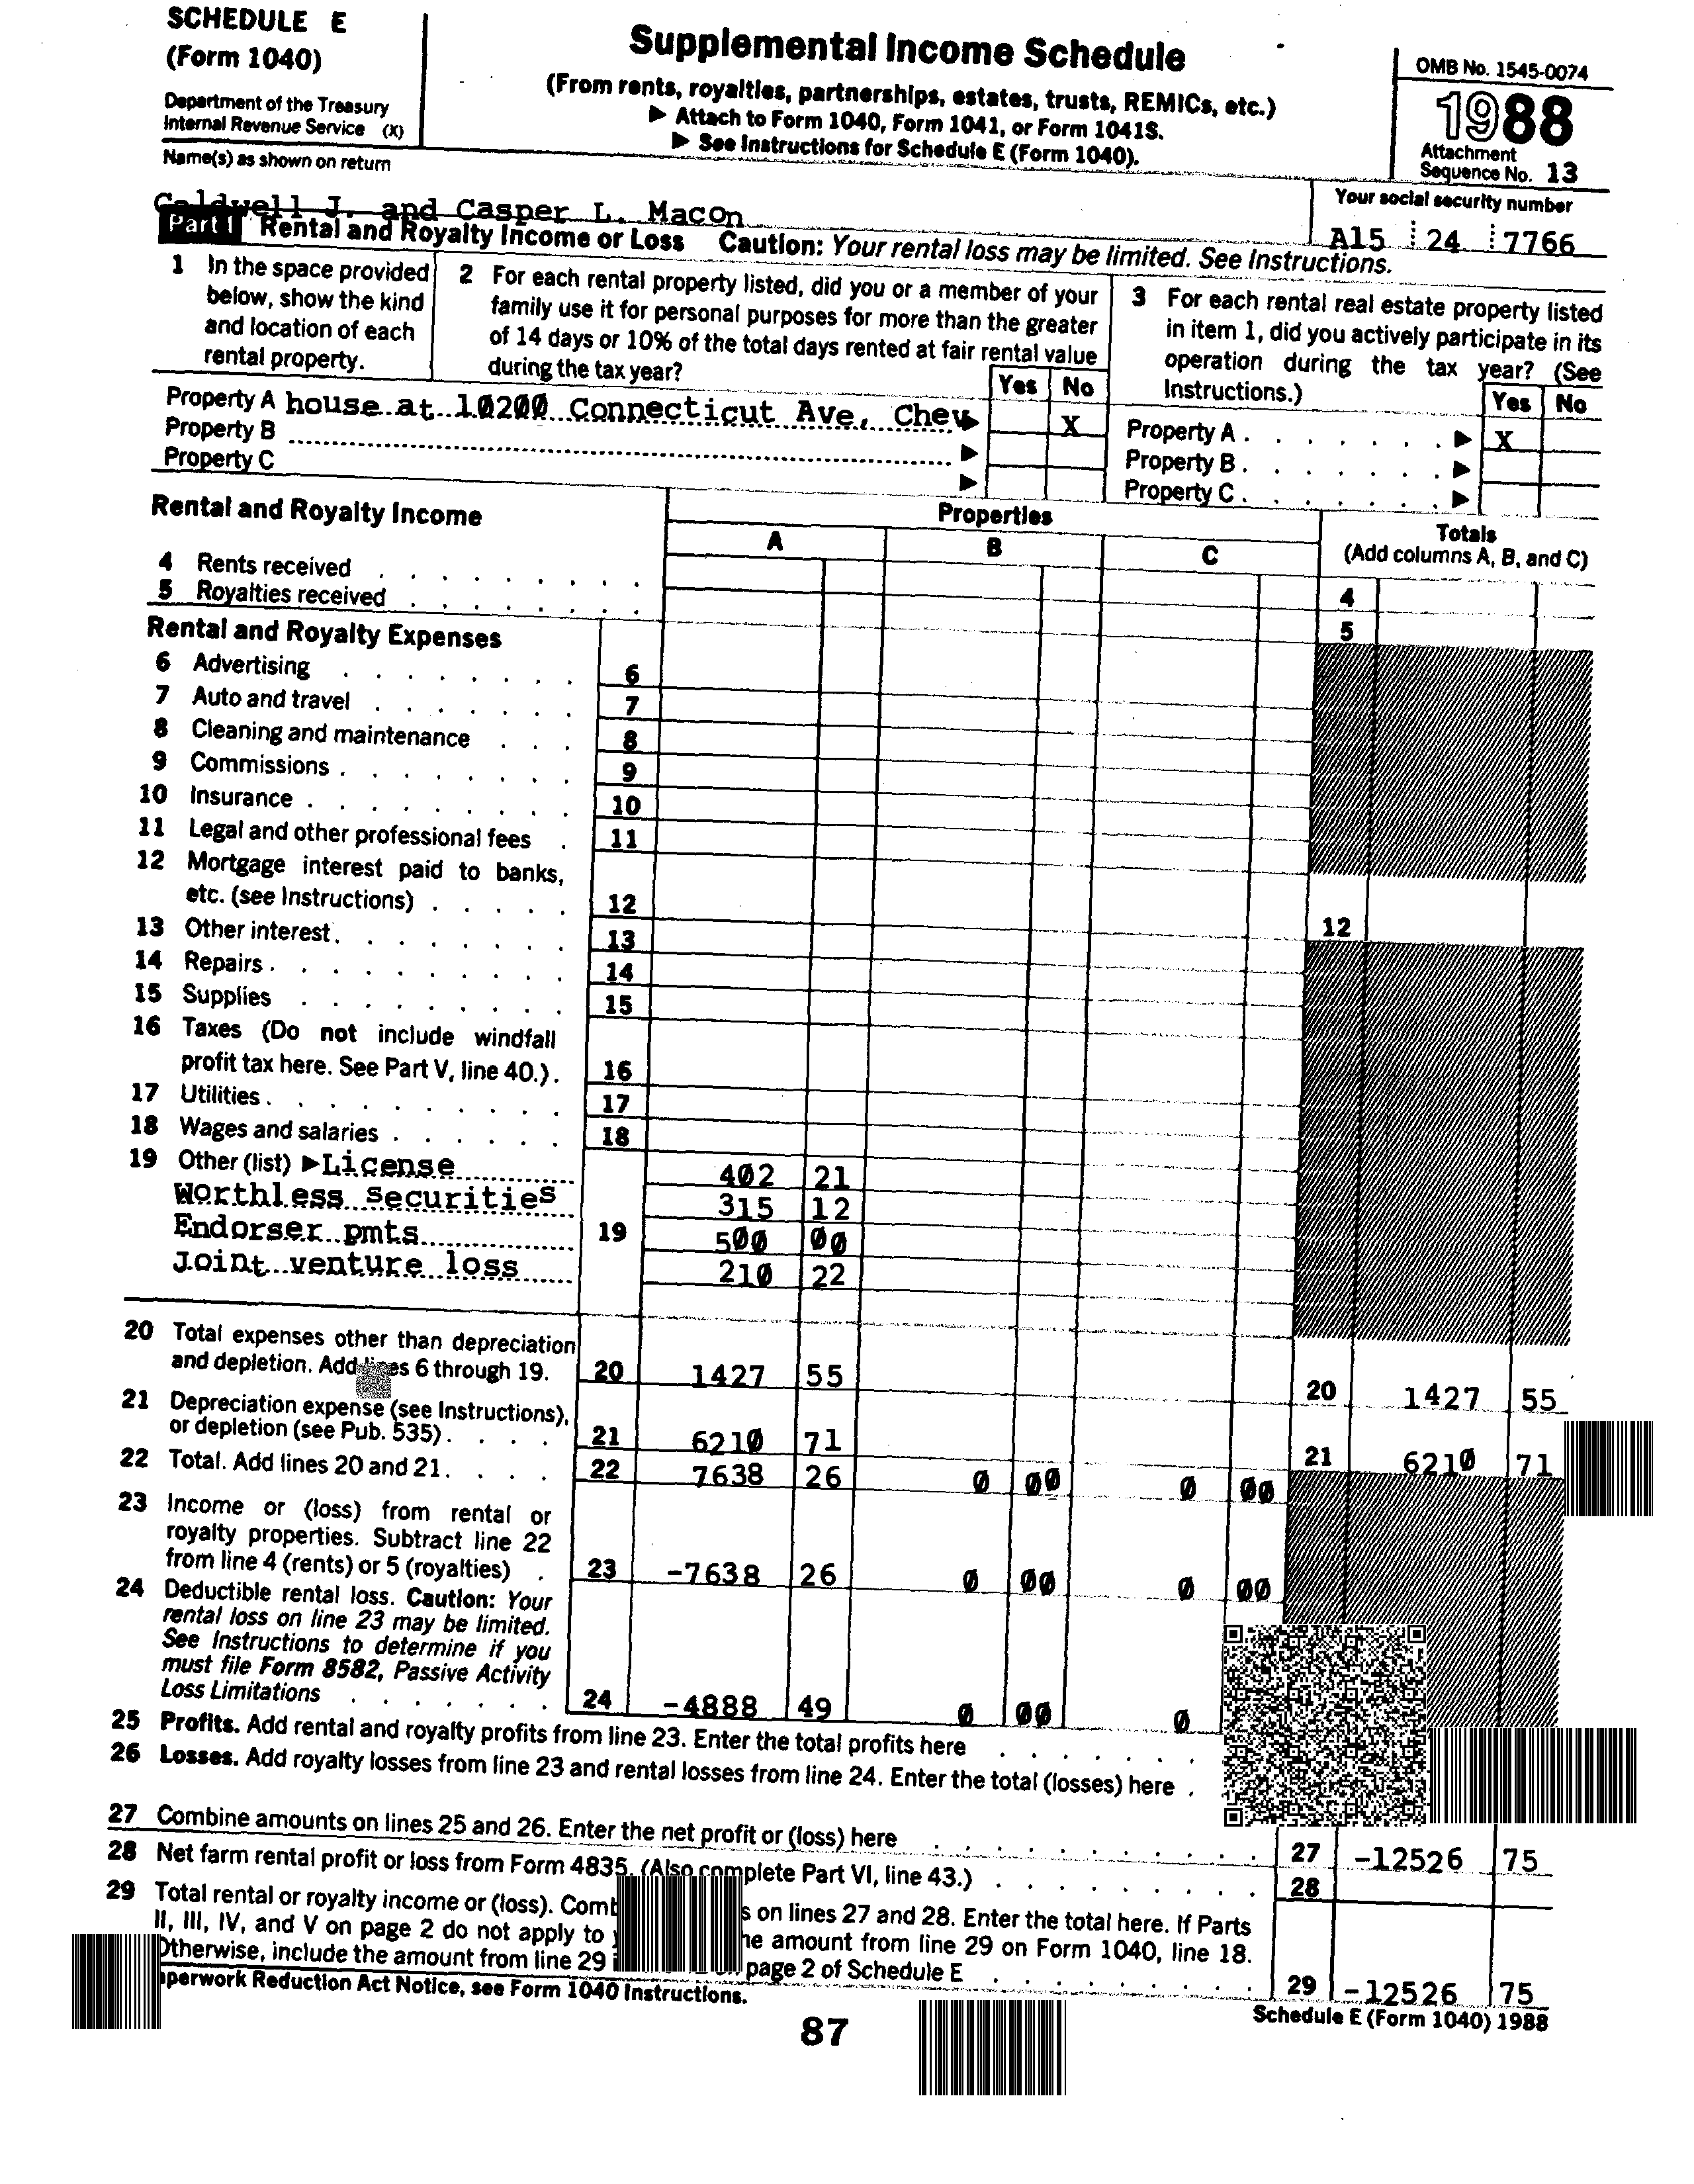 SCHEDULE E
(Form 1040)
Department of the Treasury
Internal Revenue Service (X)
Supplemental Income Schedule
(From rents, royalties, partnerships, estates, trusts, REMICs, etc.)
▶ Attach to Form 1040, Form 1041, or Form 1041S.
▶ See Instructions for Schedule E (Form 1040).
OMB No. 1545-0074
1988
Attachment
Sequence No. 13
Name(s) as shown on return
Your social security number
Caldwell J. and Casper L. Macon
A15 24 7766
Part I Rental and Royalty Income or Loss Caution: Your rental loss may be limited. See Instructions.
1 In the space provided
below, show the kind
and location of each
rental property.
2 For each rental property listed, did you or a member of your
family use it for personal purposes for more than the greater
of 14 days or 10% of the total days rented at fair rental value
during the tax year?
Yes No
3 For each rental real estate property listed
in item 1, did you actively participate in its
operation during the tax year? (See
Instructions.)
Yes No
Property A house at 10200 Connecticut Ave, Chev ▶ X
Property B ▶
Property C ▶
Property A ▶ X
Property B ▶
Property C ▶
Rental and Royalty Income
Properties
A B C
Totals
(Add columns A, B, and C)
4 Rents received 4
5 Royalties received 5
Rental and Royalty Expenses
6 Advertising 6
7 Auto and travel 7
8 Cleaning and maintenance 8
9 Commissions 9
10 Insurance 10
11 Legal and other professional fees 11
12 Mortgage interest paid to banks,
etc. (see Instructions) 12 12
13 Other interest 13
14 Repairs 14
15 Supplies 15
16 Taxes (Do not include windfall
profit tax here. See Part V, line 40.) 16
17 Utilities 17
18 Wages and salaries 18
19 Other (list) ▶ License 402 21
Worthless securities 315 12
Endorser pmts 19 500 00
Joint venture loss 210 22
20 Total expenses other than depreciation
and depletion. Add lines 6 through 19. 20 1427 55 20 1427 55
21 Depreciation expense (see Instructions),
or depletion (see Pub. 535) 21 6210 71 21 6210 71
22 Total. Add lines 20 and 21 22 7638 26 0 00 0 00
23 Income or (loss) from rental or
royalty properties. Subtract line 22
from line 4 (rents) or 5 (royalties) 23 -7638 26 0 00 0 00
24 Deductible rental loss. Caution: Your
rental loss on line 23 may be limited.
See Instructions to determine if you
must file Form 8582, Passive Activity
Loss Limitations 24 -4888 49 0 00 0
25 Profits. Add rental and royalty profits from line 23. Enter the total profits here
26 Losses. Add royalty losses from line 23 and rental losses from line 24. Enter the total (losses) here
27 Combine amounts on lines 25 and 26. Enter the net profit or (loss) here 27 -12526 75
28 Net farm rental profit or loss from Form 4835. (Also complete Part VI, line 43.) 28
29 Total rental or royalty income or (loss). Comb s on lines 27 and 28. Enter the total here. If Parts
II, III, IV, and V on page 2 do not apply to he amount from line 29 on Form 1040, line 18.
Otherwise, include the amount from line 29 page 2 of Schedule E 29 -12526 75
aperwork Reduction Act Notice, see Form 1040 Instructions.
Schedule E (Form 1040) 1988
87